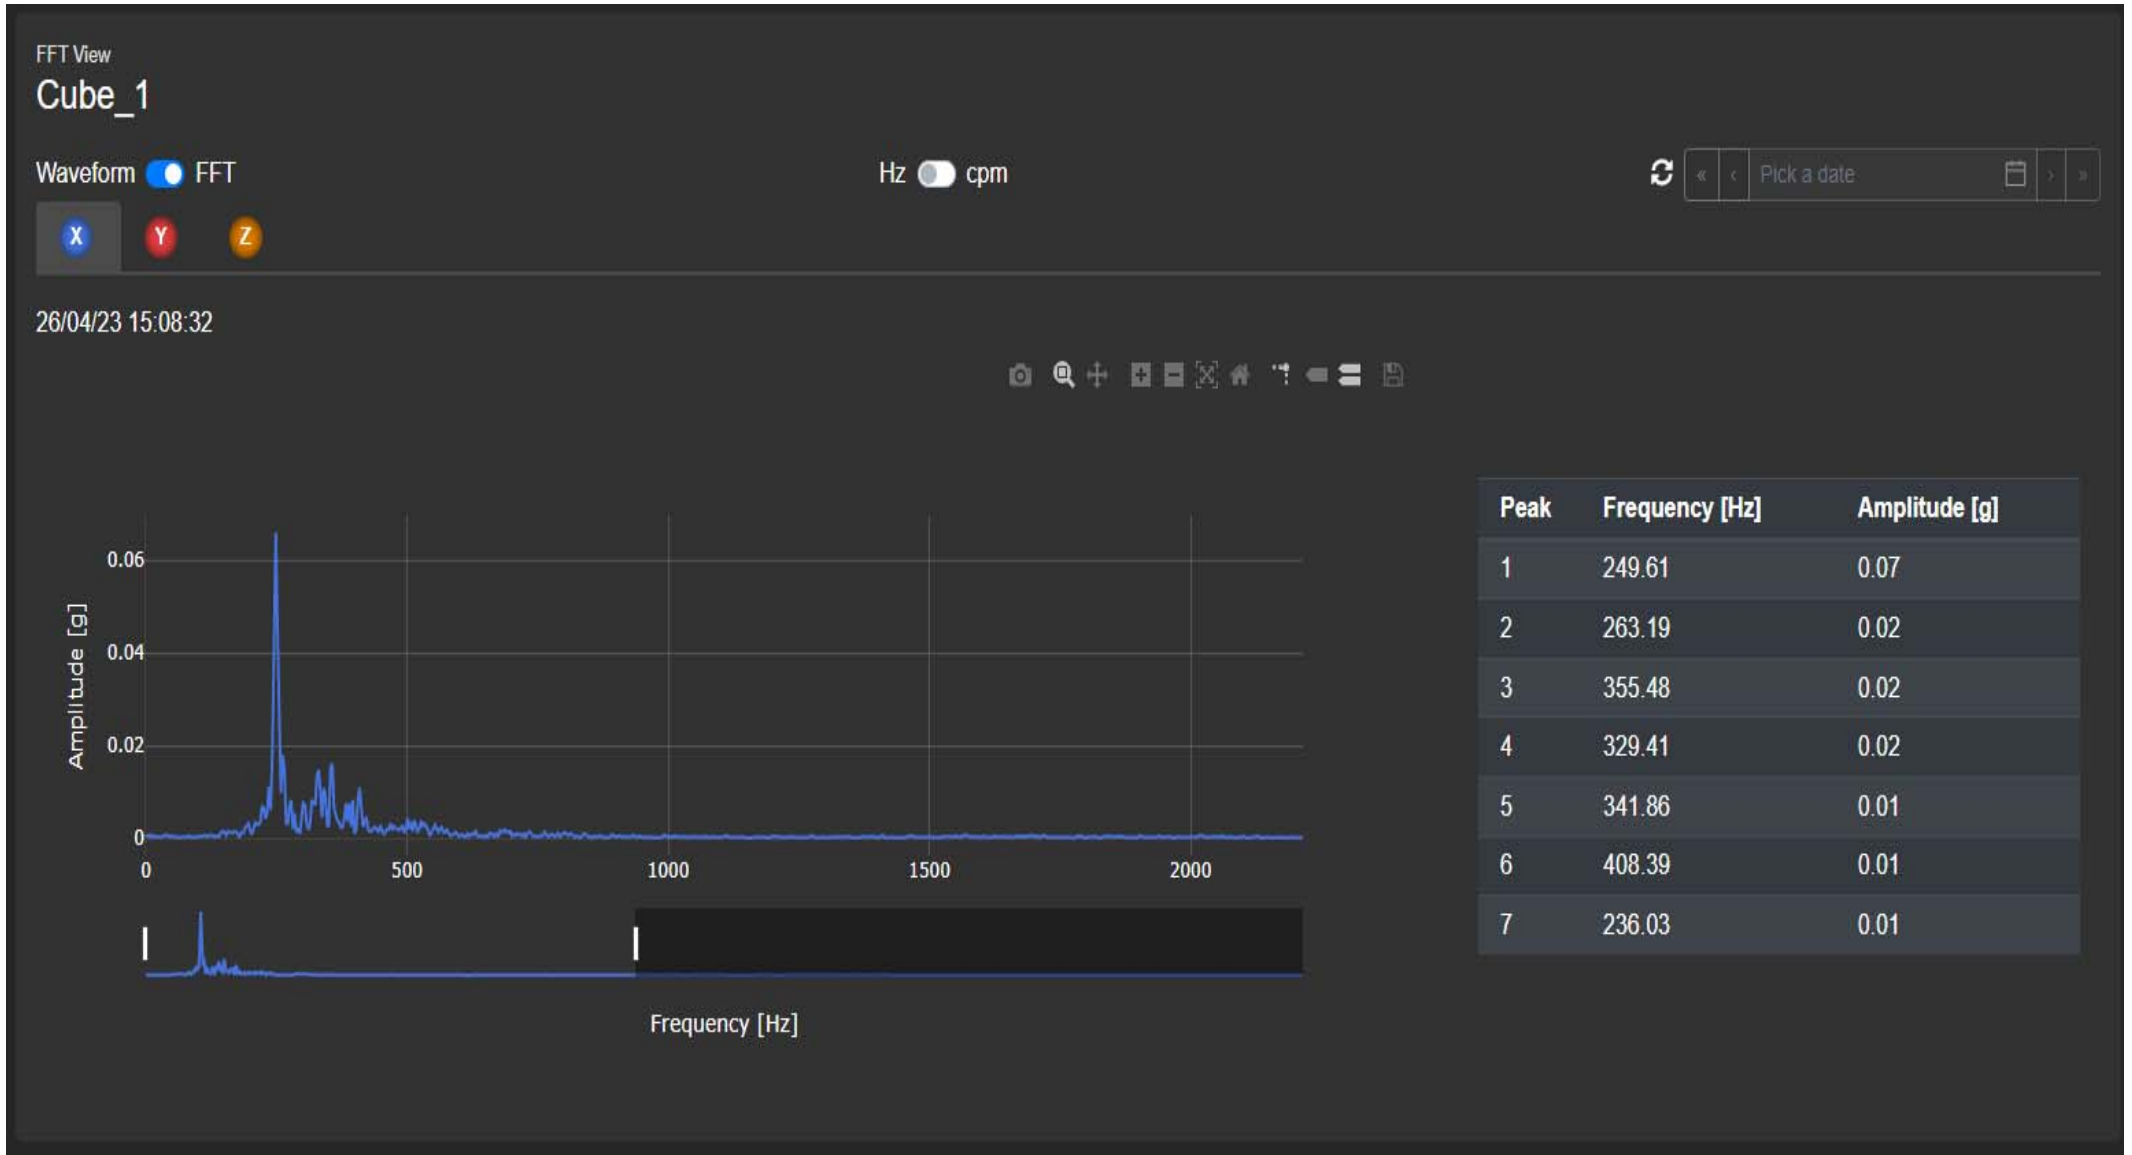 FFT View
Cube_1
Waveform FFT
Hz cpm
« ‹ Pick a date › »
X Y Z
26/04/23 15:08:32
Amplitude [g]
0.06
0.04
0.02
0
0 500 1000 1500 2000
Frequency [Hz]
Peak Frequency [Hz] Amplitude [g]
1 249.61 0.07
2 263.19 0.02
3 355.48 0.02
4 329.41 0.02
5 341.86 0.01
6 408.39 0.01
7 236.03 0.01